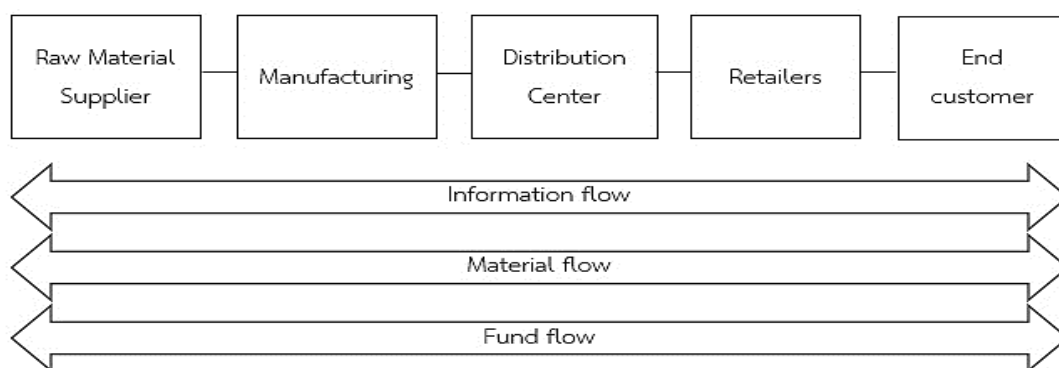 Raw Material
Supplier
Manufacturing
Distribution
Center
Retailers
End
customer
Information flow
Material flow
Fund flow